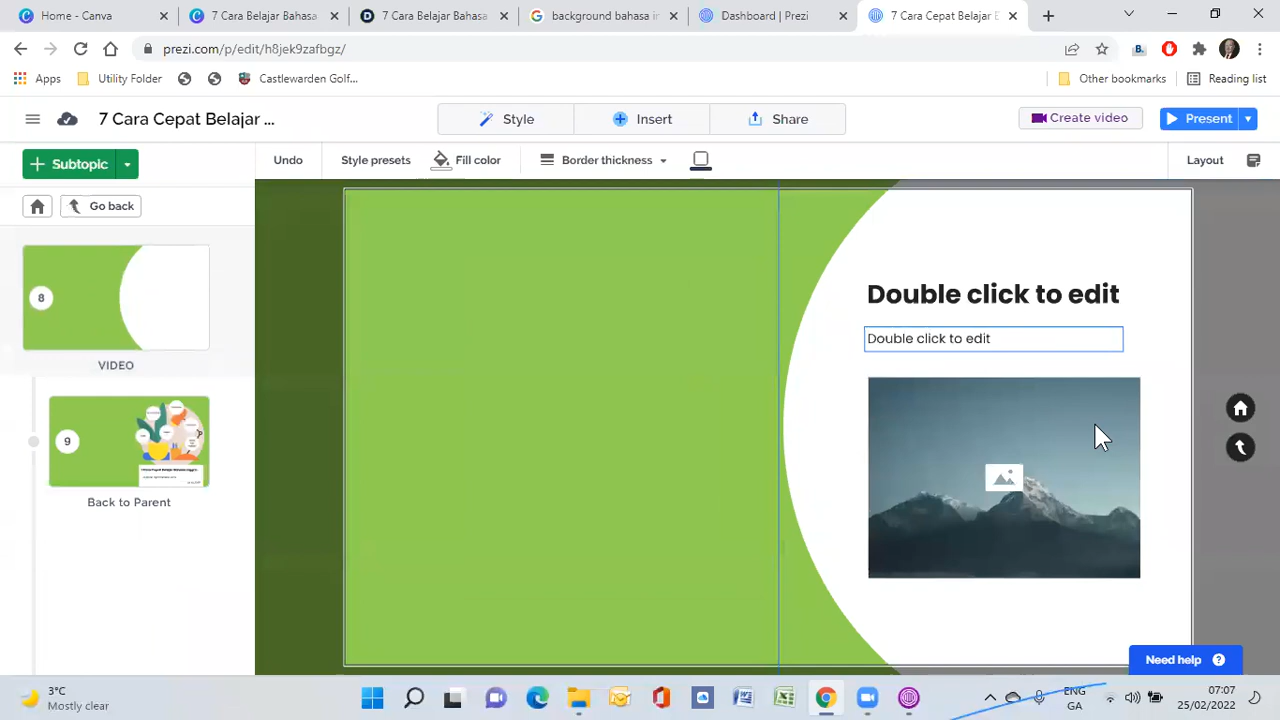 Home - Canva
7 Cara Belajar Bahasa
7 Cara Belajar Bahasa
background bahasa in
Dashboard | Prezi
7 Cara Cepat Belajar B
prezi.com/p/edit/h8jek9zafbgz/
Apps
Utility Folder
Castlewarden Golf...
Other bookmarks
Reading list
7 Cara Cepat Belajar ...
Style
Insert
Share
Create video
Present
Subtopic
Undo
Style presets
Fill color
Border thickness
Layout
Go back
8
VIDEO
9
Back to Parent
Double click to edit
Double click to edit
Need help ?
3°C
Mostly clear
ENG
GA
07:07
25/02/2022